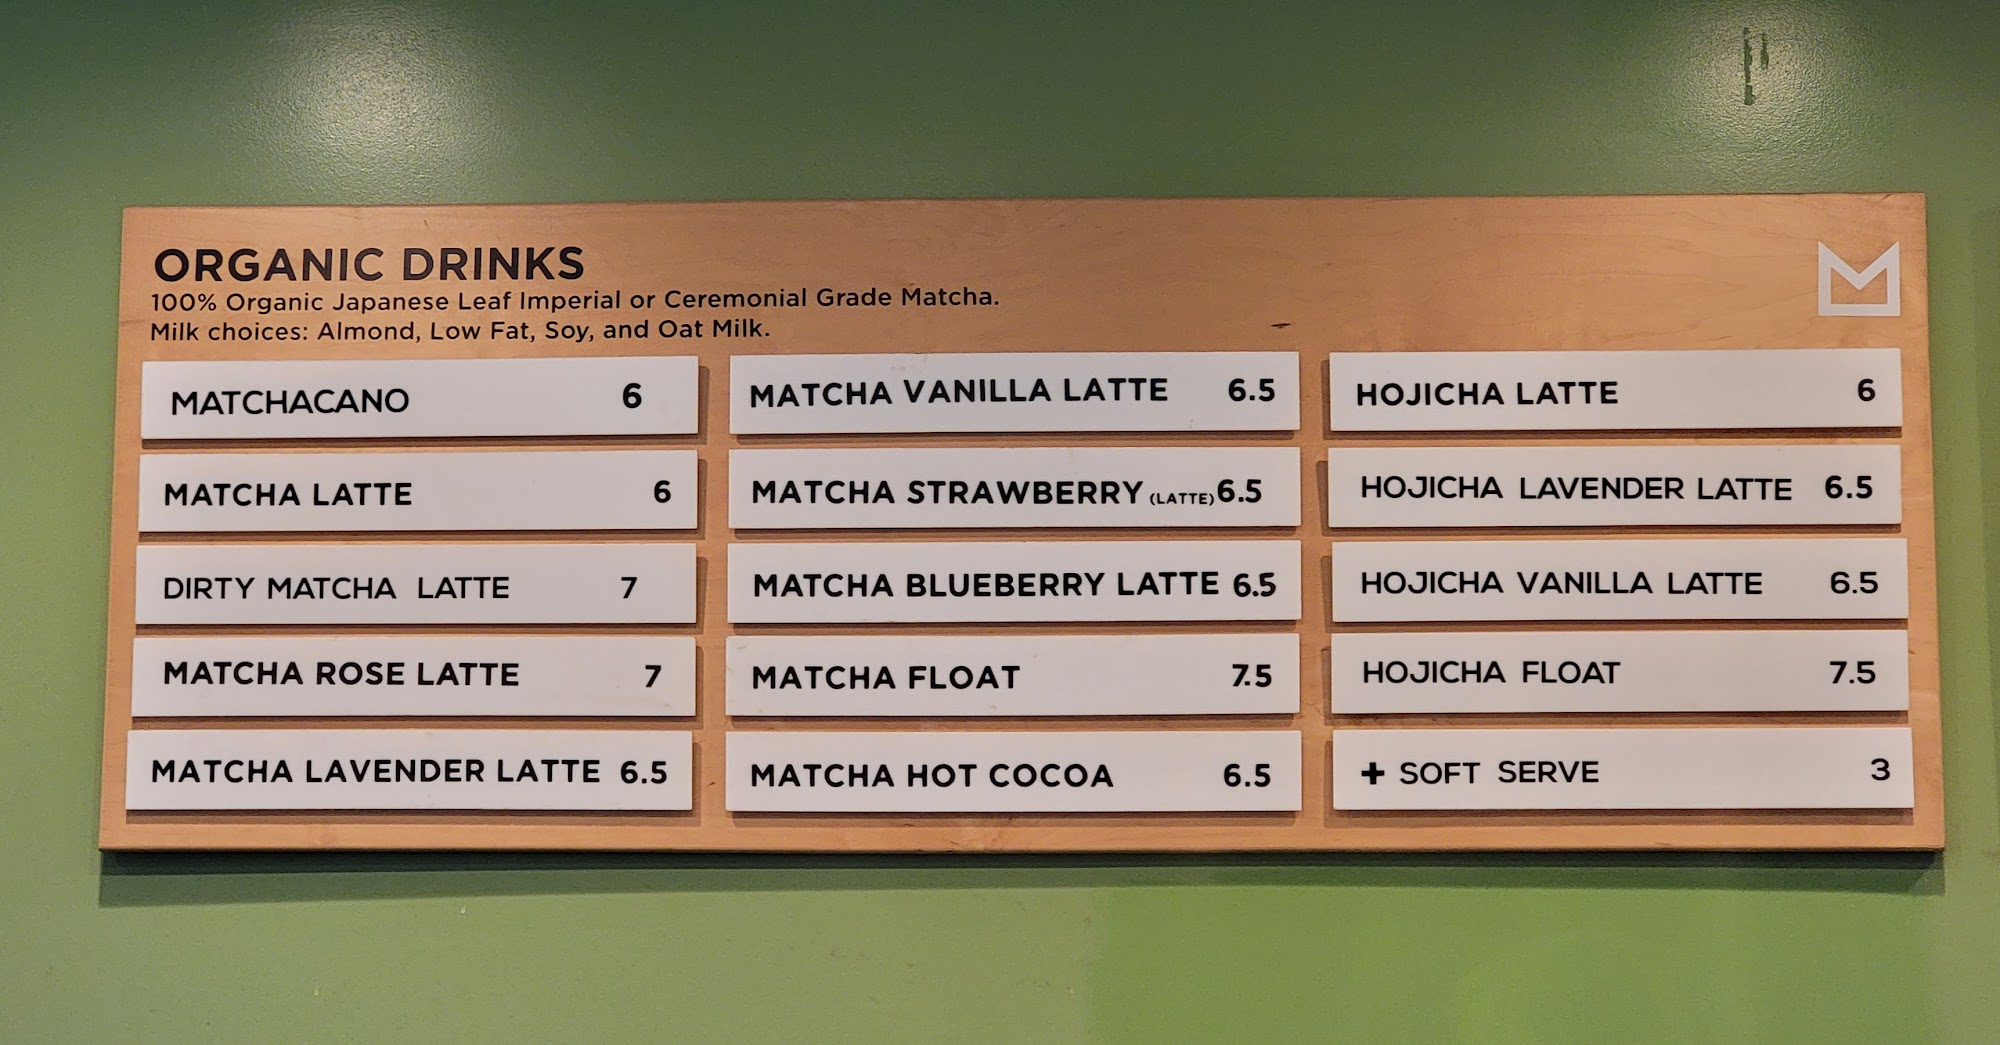 ORGANIC DRINKS
100% Organic Japanese Leaf Imperial or Ceremonial Grade Matcha.
Milk choices: Almond, Low Fat, Soy, and Oat Milk.
MATCHACANO 6
MATCHA LATTE 6
DIRTY MATCHA LATTE 7
MATCHA ROSE LATTE 7
MATCHA LAVENDER LATTE 6.5
MATCHA VANILLA LATTE 6.5
MATCHA STRAWBERRY (LATTE) 6.5
MATCHA BLUEBERRY LATTE 6.5
MATCHA FLOAT 7.5
MATCHA HOT COCOA 6.5
HOJICHA LATTE 6
HOJICHA LAVENDER LATTE 6.5
HOJICHA VANILLA LATTE 6.5
HOJICHA FLOAT 7.5
+ SOFT SERVE 3